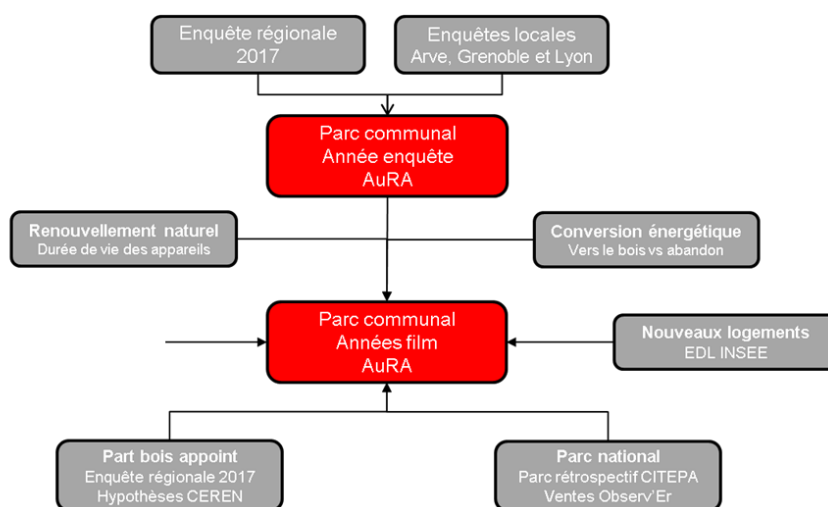 Enquête régionale
2017
Enquêtes locales
Arve, Grenoble et Lyon
Parc communal
Année enquête
AuRA
Renouvellement naturel
Durée de vie des appareils
Conversion énergétique
Vers le bois vs abandon
Parc communal
Années film
AuRA
Nouveaux logements
EDL INSEE
Part bois appoint
Enquête régionale 2017
Hypothèses CEREN
Parc national
Parc rétrospectif CITEPA
Ventes Observ'Er